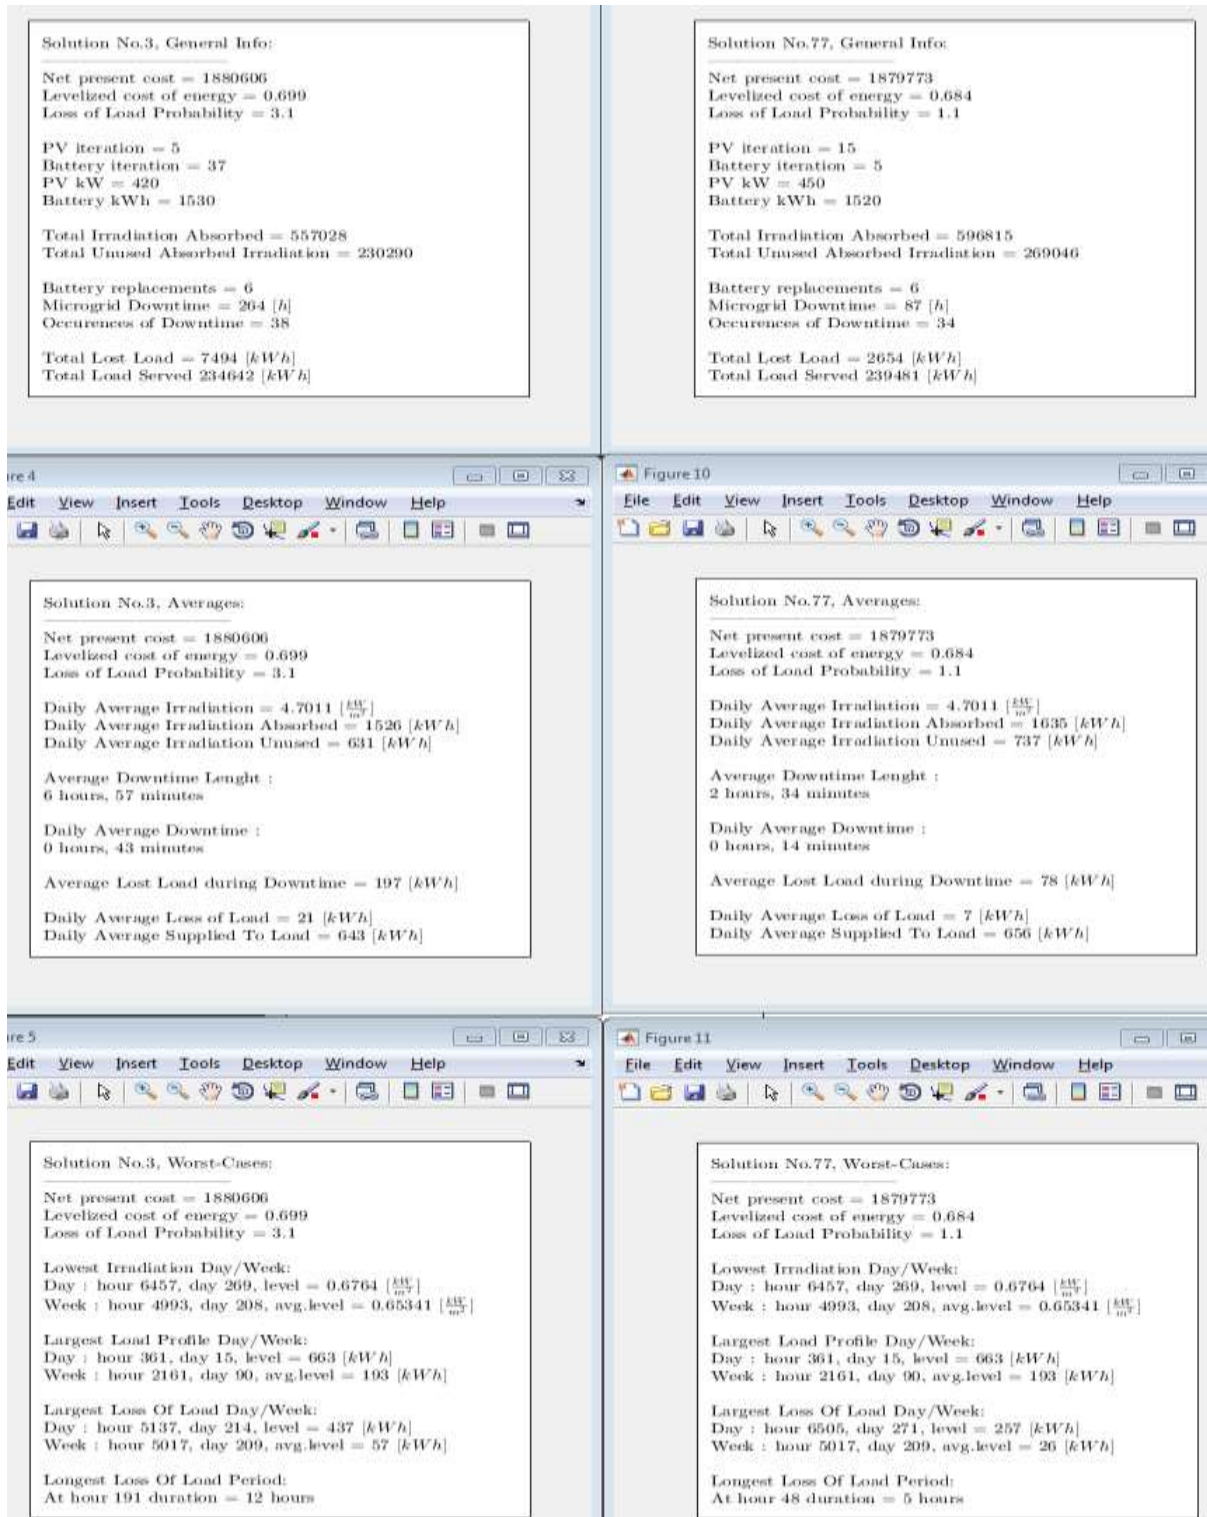 Solution No.3, General Info:
Net present cost = 1880606
Levelized cost of energy = 0.699
Loss of Load Probability = 3.1
PV iteration = 5
Battery iteration = 37
PV kW = 420
Battery kWh = 1530
Total Irradiation Absorbed = 557028
Total Unused Absorbed Irradiation = 230290
Battery replacements = 6
Microgrid Downtime = 264 [h]
Occurences of Downtime = 38
Total Lost Load = 7494 [kWh]
Total Load Served 234642 [kWh]
Solution No.77, General Info:
Net present cost = 1879773
Levelized cost of energy = 0.684
Loss of Load Probability = 1.1
PV iteration = 15
Battery iteration = 5
PV kW = 450
Battery kWh = 1520
Total Irradiation Absorbed = 596815
Total Unused Absorbed Irradiation = 269046
Battery replacements = 6
Microgrid Downtime = 87 [h]
Occurences of Downtime = 34
Total Lost Load = 2654 [kWh]
Total Load Served 239481 [kWh]
ure 4
Edit View Insert Tools Desktop Window Help
Solution No.3, Averages:
Net present cost = 1880606
Levelized cost of energy = 0.699
Loss of Load Probability = 3.1
Daily Average Irradiation = 4.7011 [kW/m²]
Daily Average Irradiation Absorbed = 1526 [kWh]
Daily Average Irradiation Unused = 631 [kWh]
Average Downtime Lenght :
6 hours, 57 minutes
Daily Average Downtime :
0 hours, 43 minutes
Average Lost Load during Downtime = 197 [kWh]
Daily Average Loss of Load = 21 [kWh]
Daily Average Supplied To Load = 643 [kWh]
Figure 10
File Edit View Insert Tools Desktop Window Help
Solution No.77, Averages:
Net present cost = 1879773
Levelized cost of energy = 0.684
Loss of Load Probability = 1.1
Daily Average Irradiation = 4.7011 [kW/m²]
Daily Average Irradiation Absorbed = 1635 [kWh]
Daily Average Irradiation Unused = 737 [kWh]
Average Downtime Lenght :
2 hours, 34 minutes
Daily Average Downtime :
0 hours, 14 minutes
Average Lost Load during Downtime = 78 [kWh]
Daily Average Loss of Load = 7 [kWh]
Daily Average Supplied To Load = 656 [kWh]
ure 5
Edit View Insert Tools Desktop Window Help
Solution No.3, Worst-Cases:
Net present cost = 1880606
Levelized cost of energy = 0.699
Loss of Load Probability = 3.1
Lowest Irradiation Day/Week:
Day : hour 6457, day 269, level = 0.6764 [kW/m²]
Week : hour 4993, day 208, avg.level = 0.65341 [kW/m²]
Largest Load Profile Day/Week:
Day : hour 361, day 15, level = 663 [kWh]
Week : hour 2161, day 90, avg.level = 193 [kWh]
Largest Loss Of Load Day/Week:
Day : hour 5137, day 214, level = 437 [kWh]
Week : hour 5017, day 209, avg.level = 57 [kWh]
Longest Loss Of Load Period:
At hour 191 duration = 12 hours
Figure 11
File Edit View Insert Tools Desktop Window Help
Solution No.77, Worst-Cases:
Net present cost = 1879773
Levelized cost of energy = 0.684
Loss of Load Probability = 1.1
Lowest Irradiation Day/Week:
Day : hour 6457, day 269, level = 0.6764 [kW/m²]
Week : hour 4993, day 208, avg.level = 0.65341 [kW/m²]
Largest Load Profile Day/Week:
Day : hour 361, day 15, level = 663 [kWh]
Week : hour 2161, day 90, avg.level = 193 [kWh]
Largest Loss Of Load Day/Week:
Day : hour 6505, day 271, level = 257 [kWh]
Week : hour 5017, day 209, avg.level = 26 [kWh]
Longest Loss Of Load Period:
At hour 48 duration = 5 hours